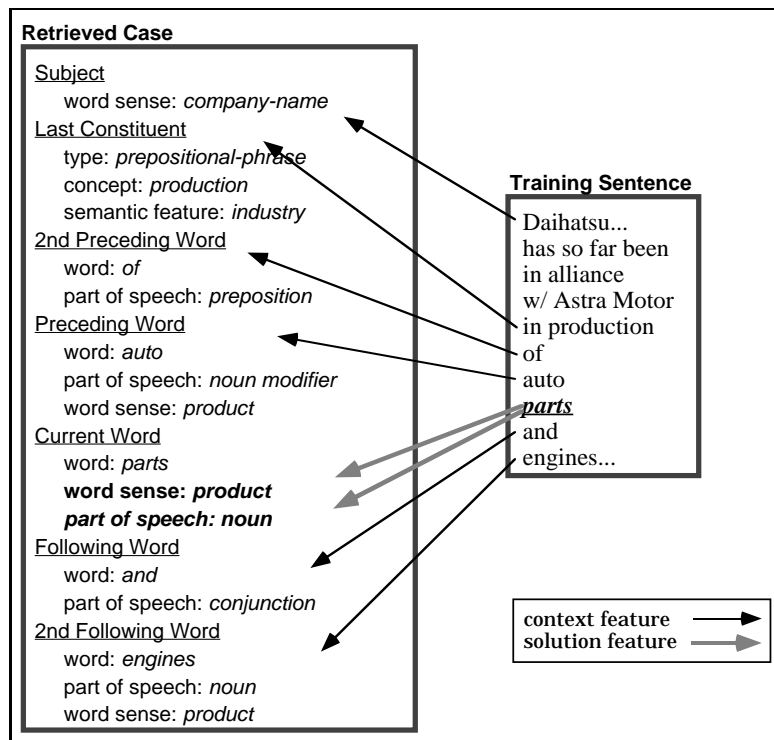 Retrieved Case
Subject
word sense: company-name
Last Constituent
type: prepositional-phrase
concept: production
semantic feature: industry
2nd Preceding Word
word: of
part of speech: preposition
Preceding Word
word: auto
part of speech: noun modifier
word sense: product
Current Word
word: parts
word sense: product
part of speech: noun
Following Word
word: and
part of speech: conjunction
2nd Following Word
word: engines
part of speech: noun
word sense: product
Training Sentence
Daihatsu...
has so far been
in alliance
w/ Astra Motor
in production
of
auto
parts
and
engines...
context feature
solution feature